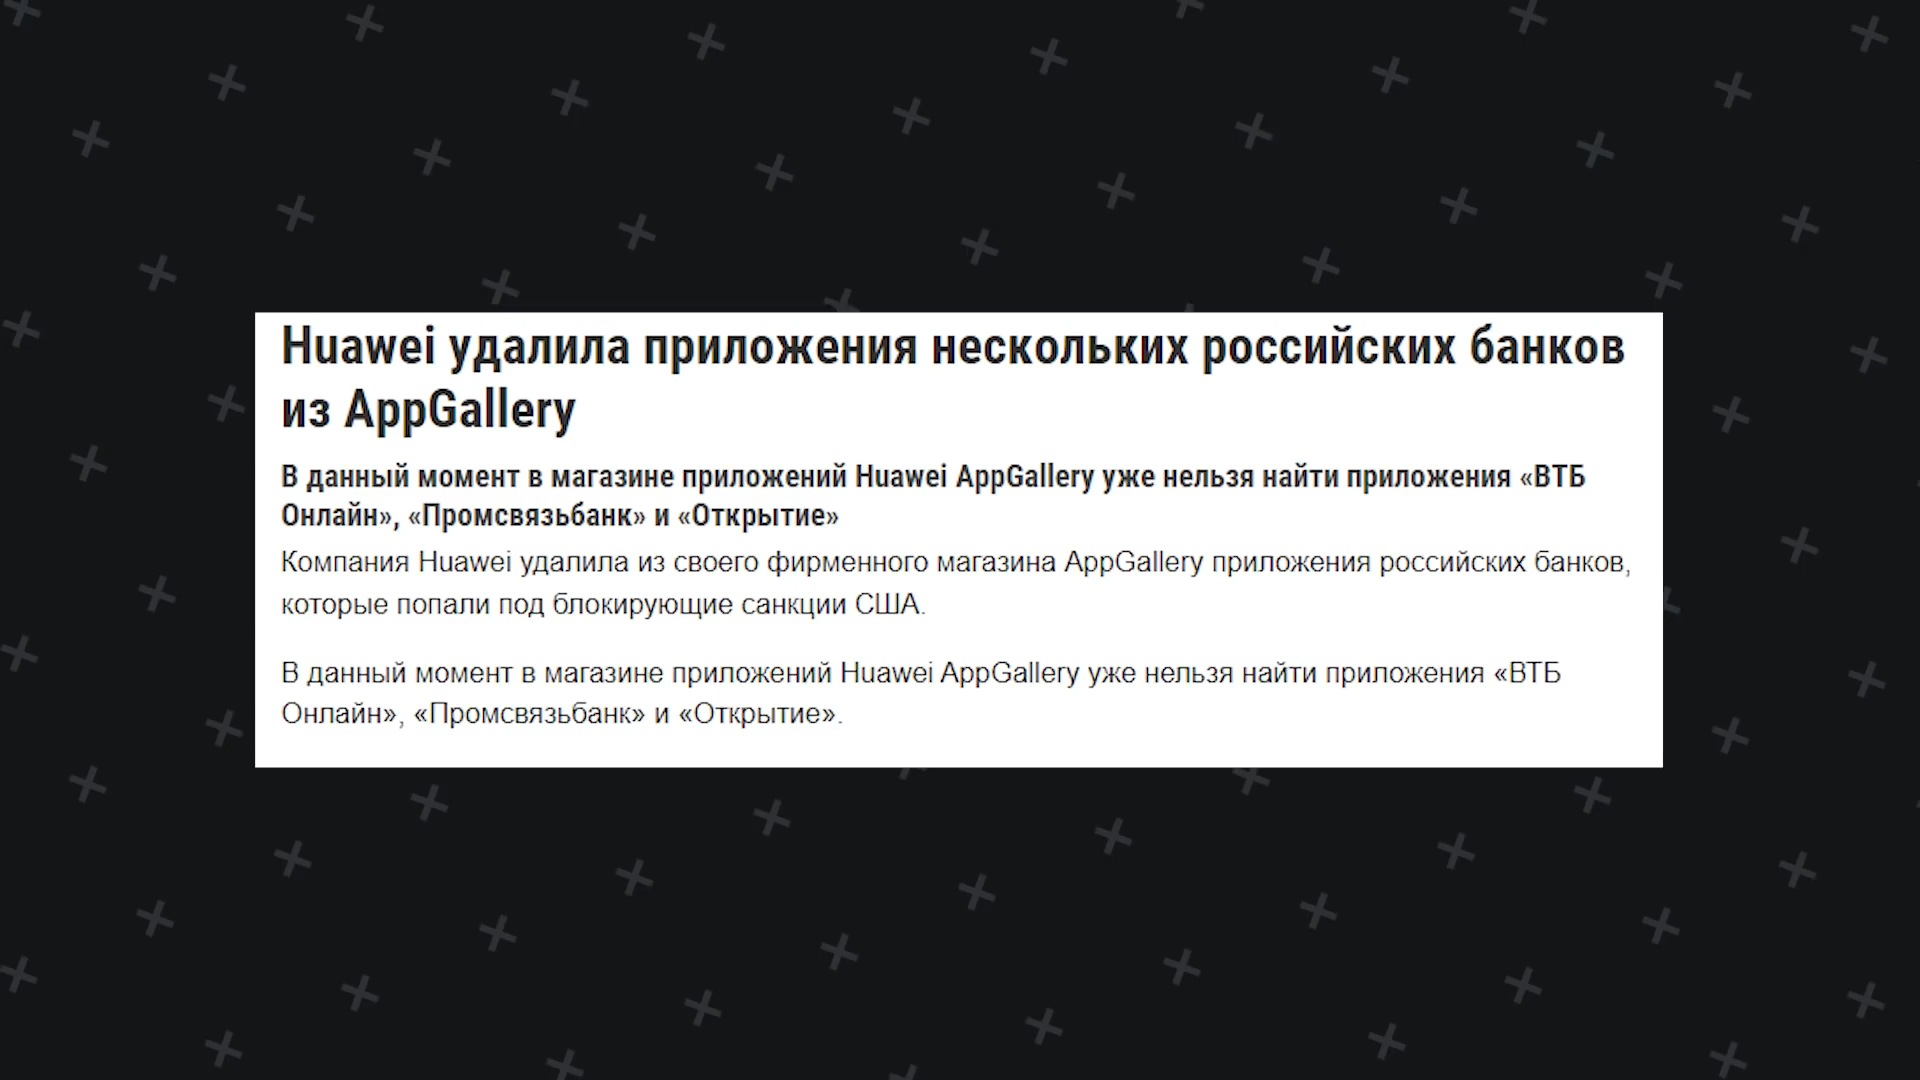 Huawei удалила приложения нескольких российских банков
из AppGallery
В данный момент в магазине приложений Huawei AppGallery уже нельзя найти приложения «ВТБ
Онлайн», «Промсвязьбанк» и «Открытие»
Компания Huawei удалила из своего фирменного магазина AppGallery приложения российских банков,
которые попали под блокирующие санкции США.
В данный момент в магазине приложений Huawei AppGallery уже нельзя найти приложения «ВТБ
Онлайн», «Промсвязьбанк» и «Открытие».